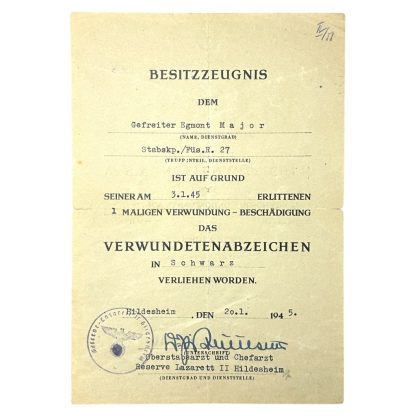 BESITZZEUGNIS
DEM
Gefreiter Egmont Major
(NAME, DIENSTGRAD)
Stabskp./Füs.R. 27
(TRUPPENTEIL, DIENSTSTELLE)
IST AUF GRUND
SEINER AM 3.1.45 ERLITTENEN
1 MALIGEN VERWUNDUNG – BESCHÄDIGUNG
DAS
VERWUNDETENABZEICHEN
IN Schwarz
VERLIEHEN WORDEN.
Hildesheim, DEN 20.1. 1945.
(UNTERSCHRIFT)
Oberstabsarzt und Chefarzt
Reserve Lazarett II Hildesheim
(DIENSTGRAD UND DIENSTSTELLE)